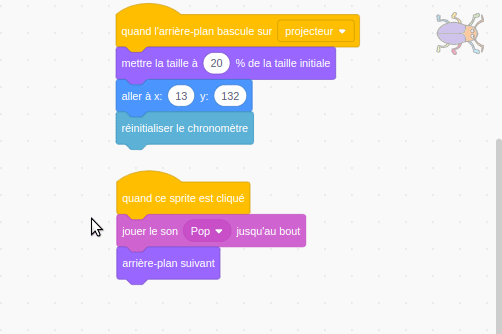 quand l'arrière-plan bascule sur projecteur
mettre la taille à 20 % de la taille initiale
aller à x: 13 y: 132
réinitialiser le chronomètre
quand ce sprite est cliqué
jouer le son Pop jusqu'au bout
arrière-plan suivant